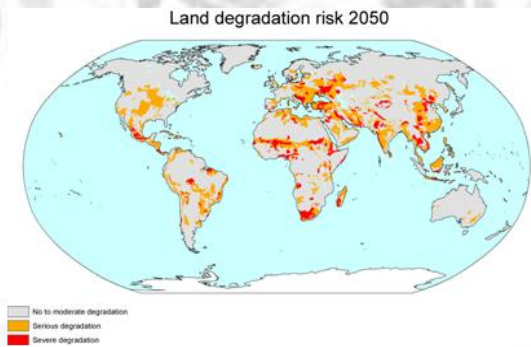 Land degradation risk 2050
No to moderate degradation
Serious degradation
Severe degradation